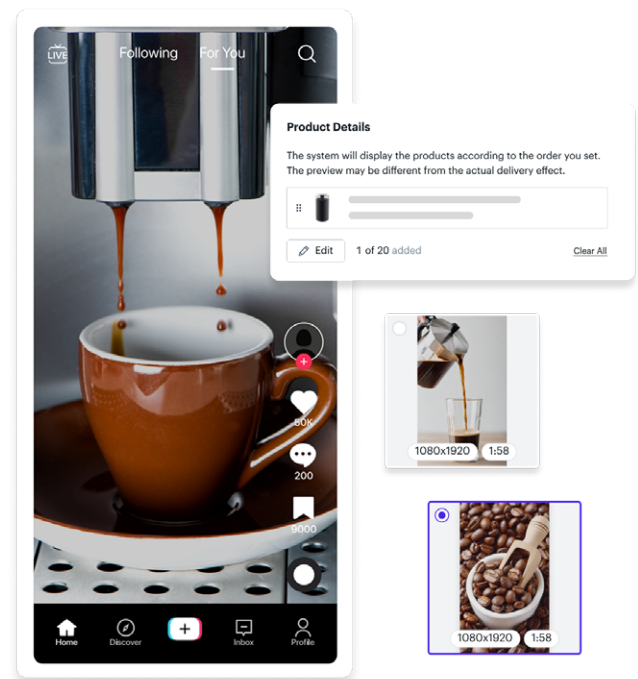 LIVE
Following
For You
Product Details
The system will display the products according to the order you set.
The preview may be different from the actual delivery effect.
Edit
1 of 20 added
Clear All
80K
200
9000
Home
Discover
Inbox
Profile
1080x1920
1:58
1080x1920
1:58